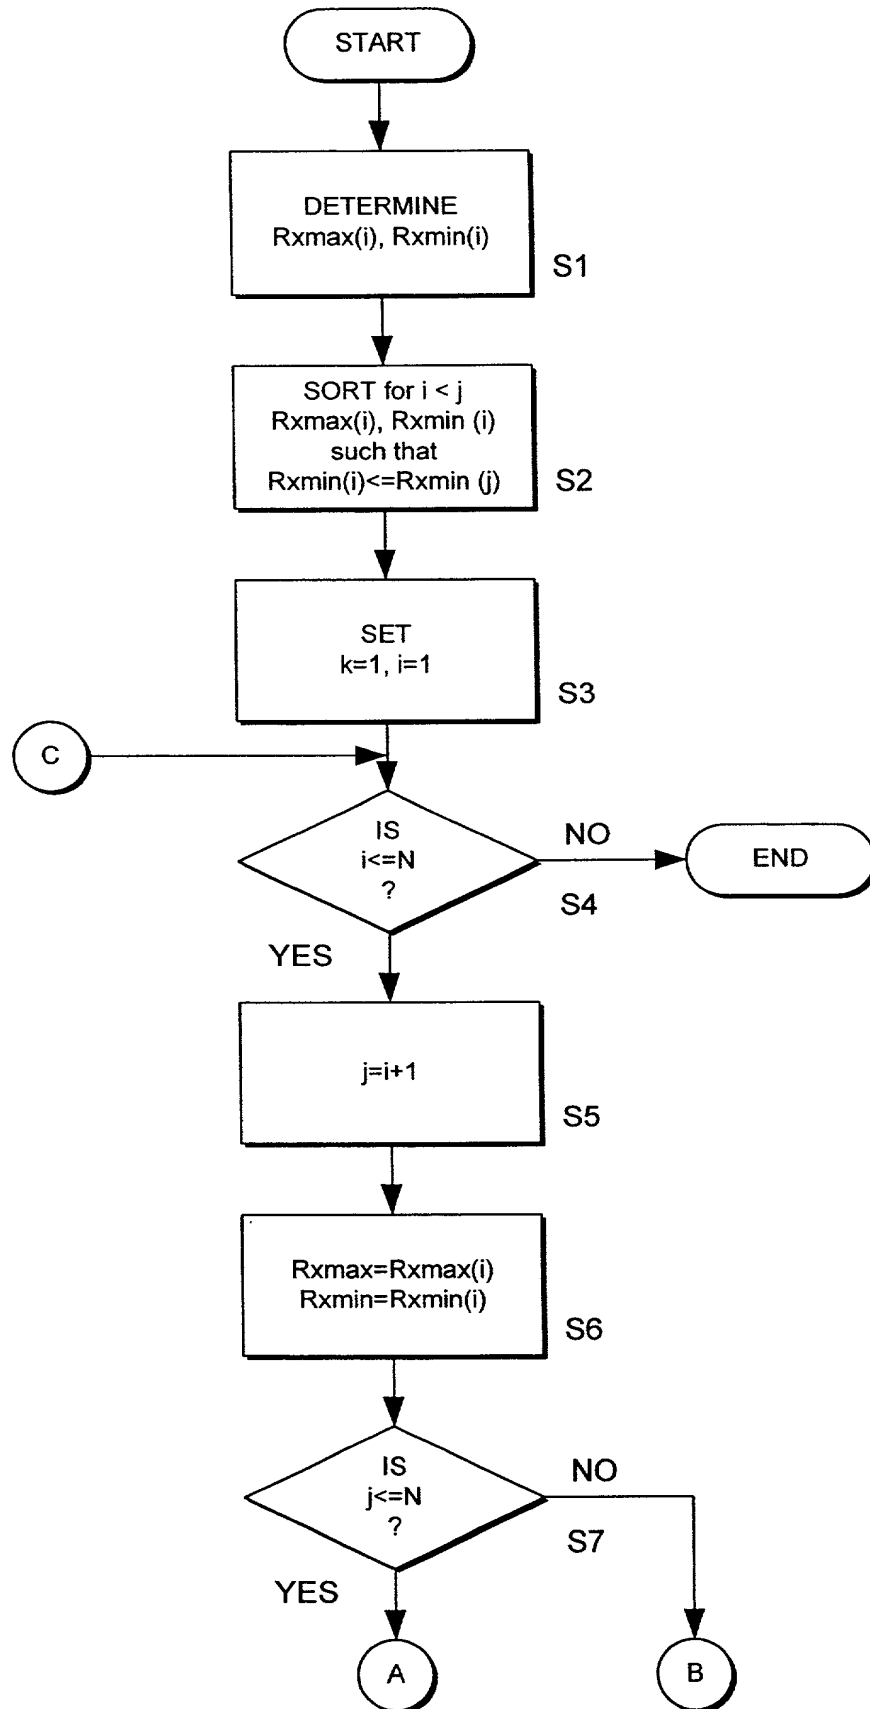 START
DETERMINE
Rxmax(i), Rxmin(i)
S1
SORT for i < j
Rxmax(i), Rxmin (i)
such that
Rxmin(i)<=Rxmin (j)
S2
SET
k=1, i=1
S3
C
IS
i<=N
?
NO
S4
END
YES
j=i+1
S5
Rxmax=Rxmax(i)
Rxmin=Rxmin(i)
S6
IS
j<=N
?
NO
S7
YES
A
B